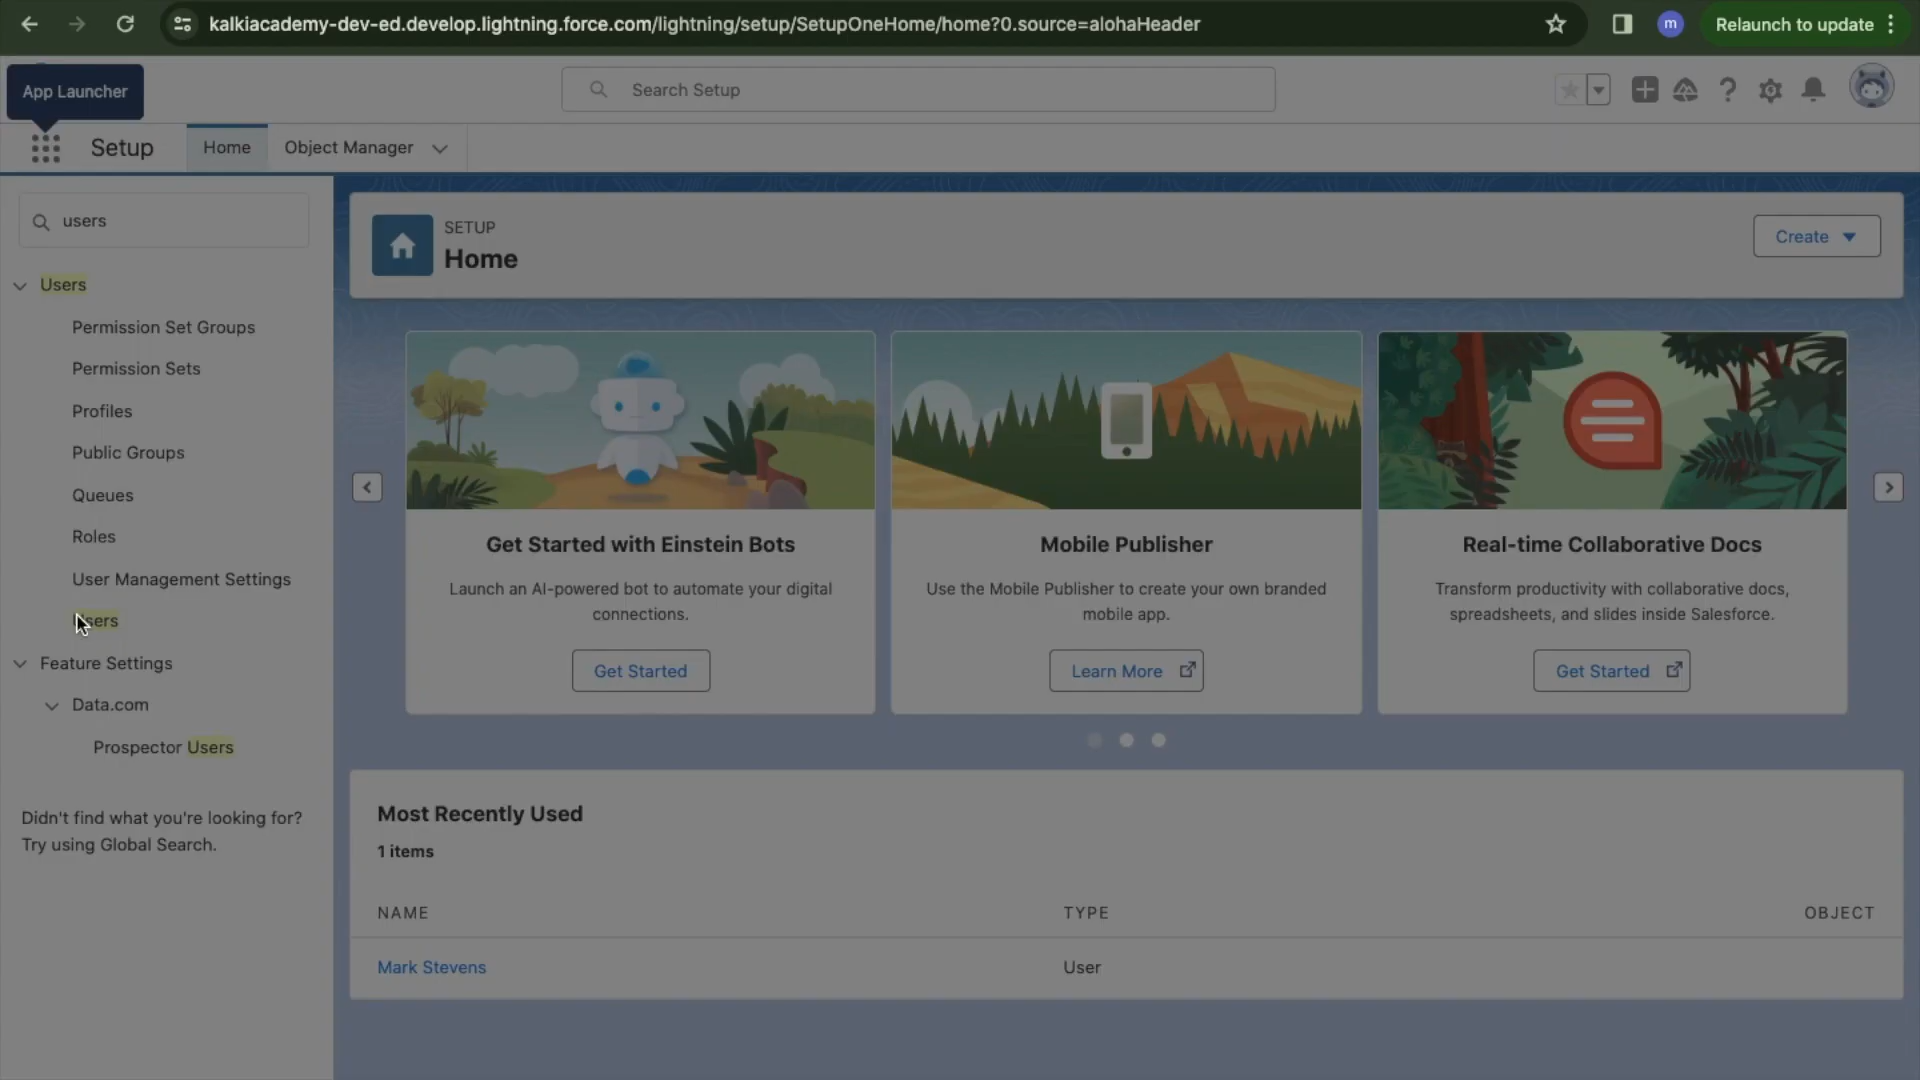 kalkiacademy-dev-ed.develop.lightning.force.com/lightning/setup/SetupOneHome/home?0.source=alohaHeader
m
Relaunch to update
App Launcher
Search Setup
Setup
Home
Object Manager
users
Users
Permission Set Groups
Permission Sets
Profiles
Public Groups
Queues
Roles
User Management Settings
Users
Feature Settings
Data.com
Prospector Users
Didn't find what you're looking for?
Try using Global Search.
SETUP
Home
Create
Get Started with Einstein Bots
Launch an AI-powered bot to automate your digital
connections.
Get Started
Mobile Publisher
Use the Mobile Publisher to create your own branded
mobile app.
Learn More
Real-time Collaborative Docs
Transform productivity with collaborative docs,
spreadsheets, and slides inside Salesforce.
Get Started
Most Recently Used
1 items
NAME
TYPE
OBJECT
Mark Stevens
User